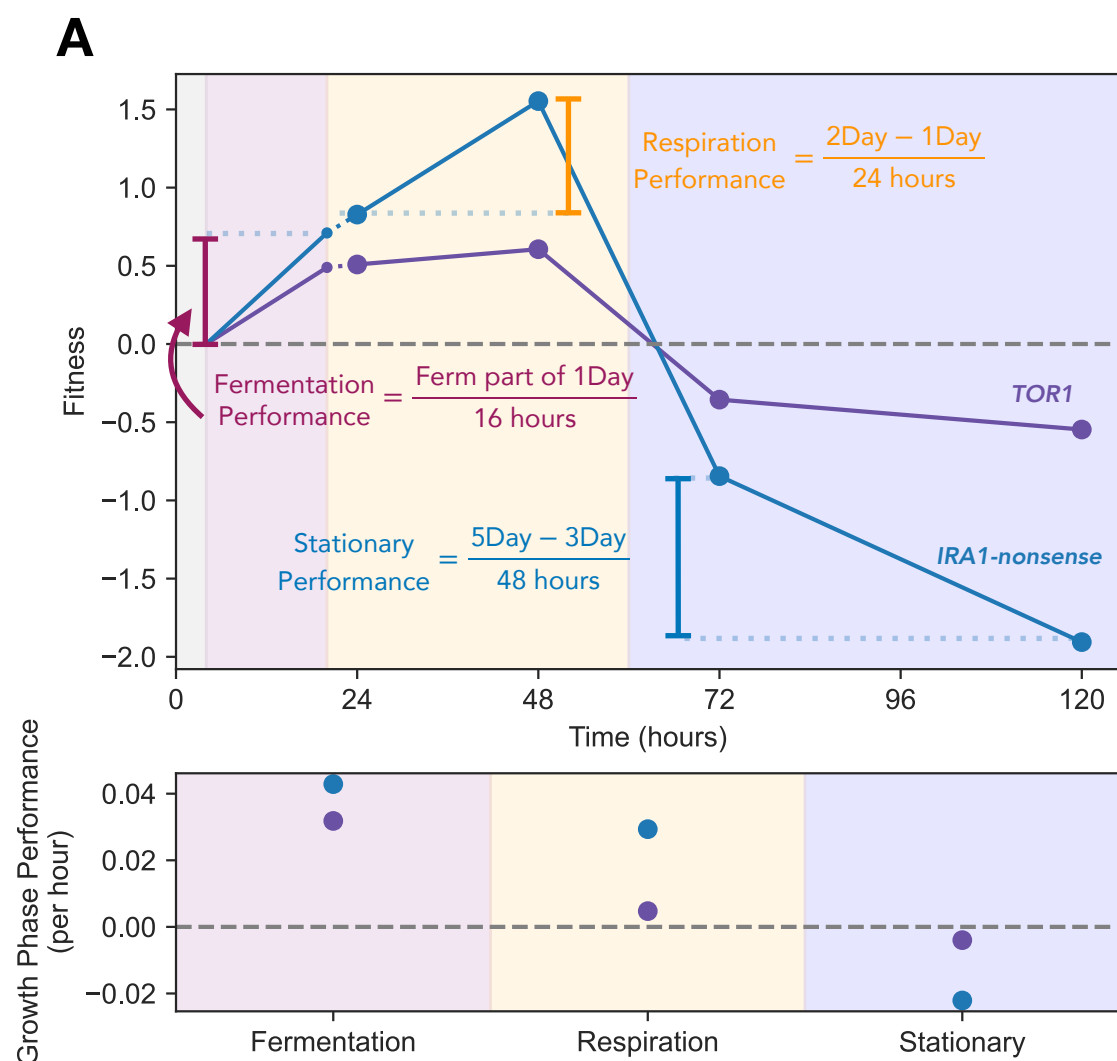 A
Fitness
1.5
1.0
0.5
0.0
−0.5
−1.0
−1.5
−2.0
Respiration
Performance
=
2Day − 1Day
24 hours
Fermentation
Performance
=
Ferm part of 1Day
16 hours
TOR1
Stationary
Performance
=
5Day − 3Day
48 hours
IRA1-nonsense
0 24 48 72 96 120
Time (hours)
Growth Phase Performance
(per hour)
0.04
0.02
0.00
−0.02
Fermentation Respiration Stationary